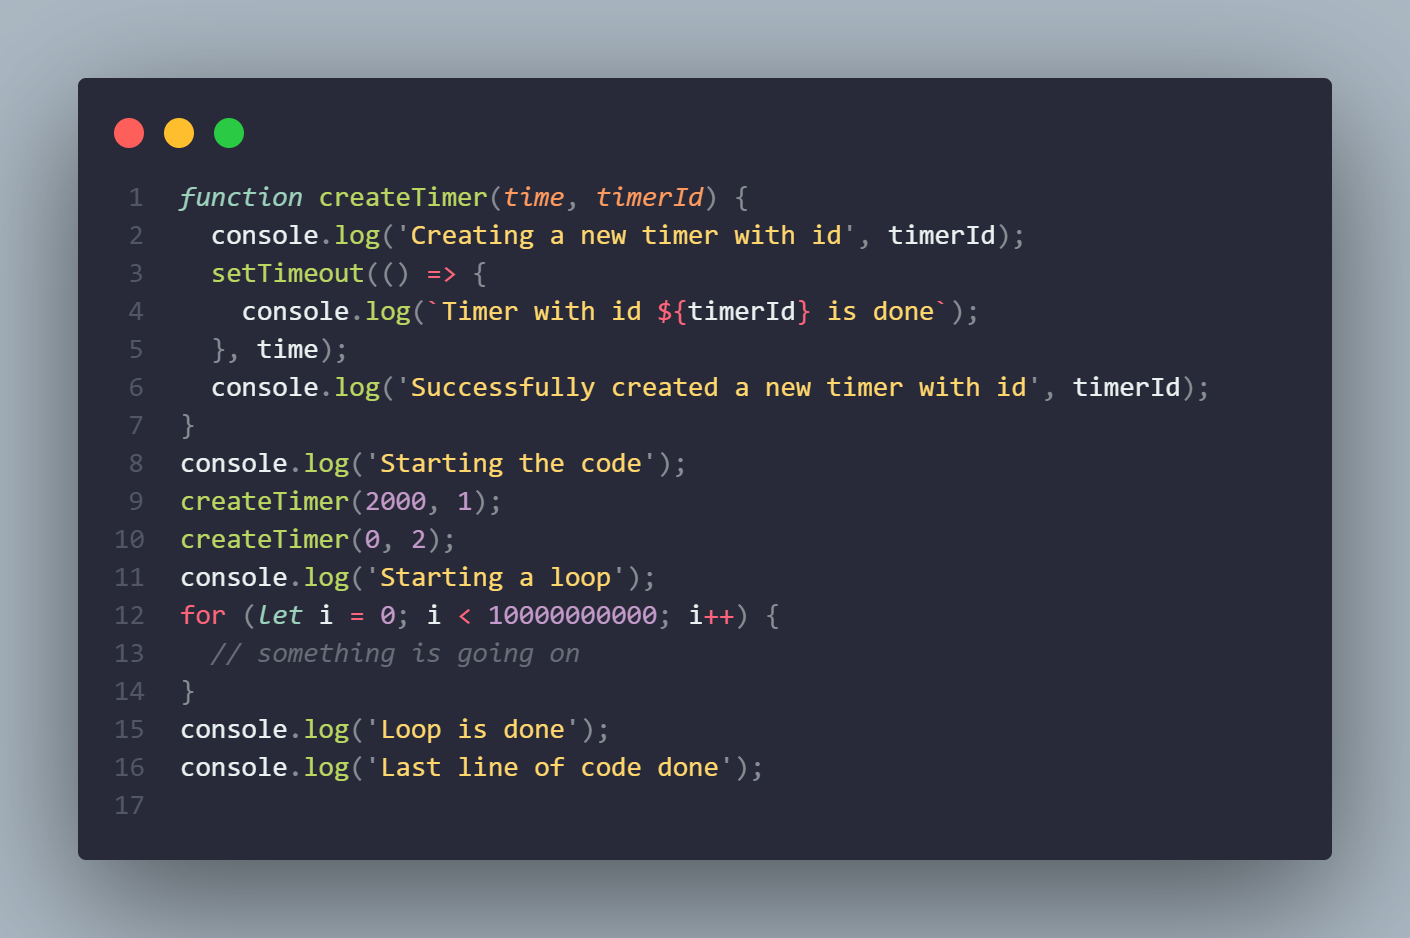 1 function createTimer(time, timerId) {
2   console.log('Creating a new timer with id', timerId);
3   setTimeout(() => {
4     console.log(`Timer with id ${timerId} is done`);
5   }, time);
6   console.log('Successfully created a new timer with id', timerId);
7 }
8 console.log('Starting the code');
9 createTimer(2000, 1);
10 createTimer(0, 2);
11 console.log('Starting a loop');
12 for (let i = 0; i < 10000000000; i++) {
13   // something is going on
14 }
15 console.log('Loop is done');
16 console.log('Last line of code done');
17